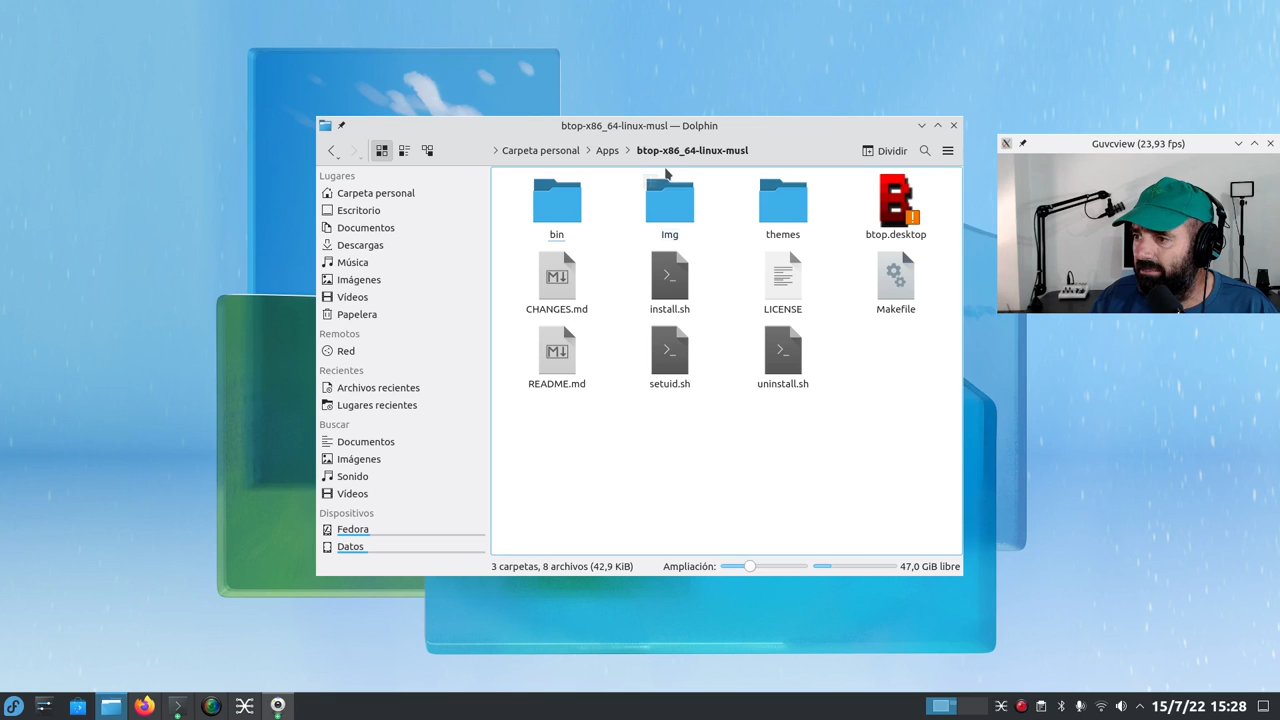 btop-x86_64-linux-musl — Dolphin
Carpeta personal
Apps
btop-x86_64-linux-musl
Dividir
Lugares
Carpeta personal
Escritorio
Documentos
Descargas
Música
Imágenes
Vídeos
Papelera
Remotos
Red
Recientes
Archivos recientes
Lugares recientes
Buscar
Documentos
Imágenes
Sonido
Vídeos
Dispositivos
Fedora
Datos
bin
Img
themes
btop.desktop
CHANGES.md
install.sh
LICENSE
Makefile
README.md
setuid.sh
uninstall.sh
3 carpetas, 8 archivos (42,9 KiB)
Ampliación:
47,0 GiB libre
Guvcview (23,93 fps)
15/7/22 15:28